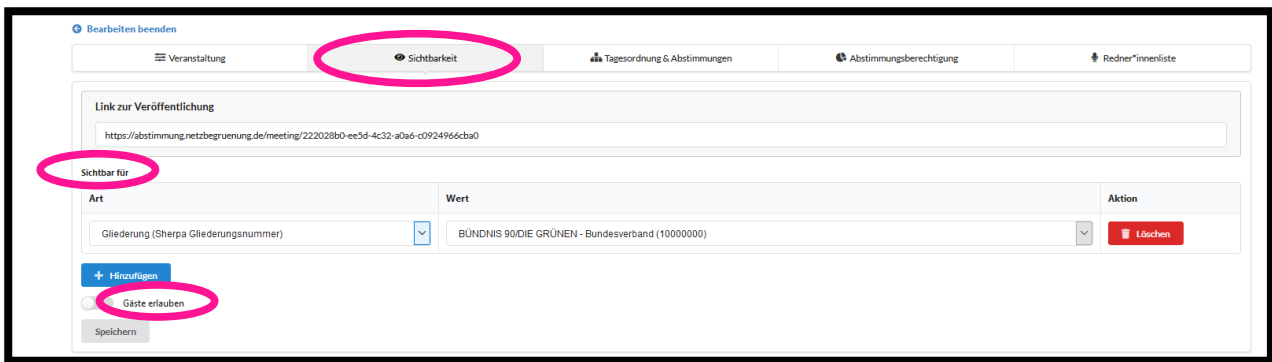 Bearbeiten beenden
Veranstaltung
Sichtbarkeit
Tagesordnung & Abstimmungen
Abstimmungsberechtigung
Redner*innenliste
Link zur Veröffentlichung
https://abstimmung.netzbegruenung.de/meeting/222028b0-ee5d-4c32-a0a6-c0924966cba0
Sichtbar für
Art Wert Aktion
Gliederung (Sherpa Gliederungsnummer) BÜNDNIS 90/DIE GRÜNEN - Bundesverband (10000000) Löschen
+ Hinzufügen
Gäste erlauben
Speichern